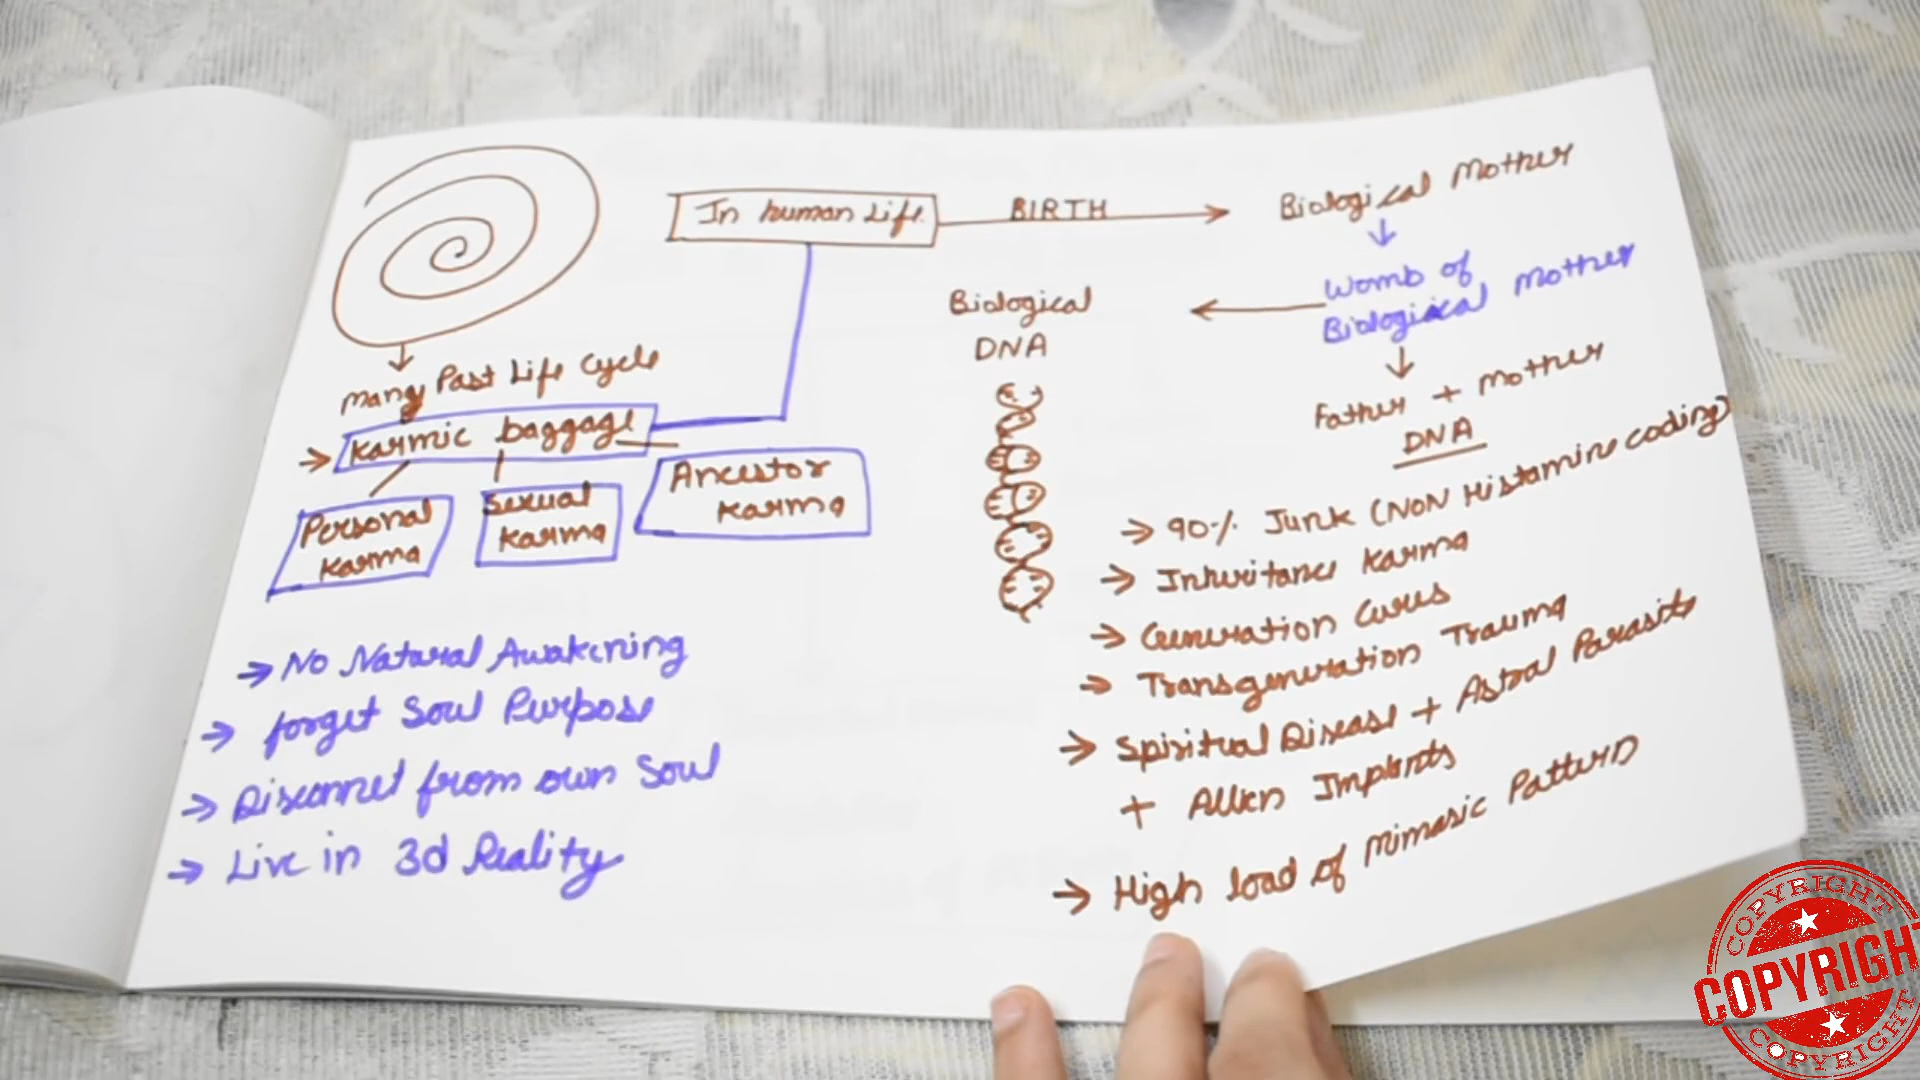 In human Life
BIRTH
Biological Mother
Womb of
Biological Mother
Father + Mother
DNA
Biological
DNA
Many Past Life Cycle
Karmic baggage
Personal
Karma
Sexual
Karma
Ancestor
Karma
→ No Natural Awakening
→ forget Soul Purpose
→ Disconnet from own Soul
→ Live in 3d Reality
→ 90% Junk (NON Histamine coding)
→ Inheritance Karma
→ Generation Cures
→ Transgeneration Trauma
→ Spiritual Disease + Astral Parasite
+ Alien Implants
→ High load of Mimasic Pattern
COPYRIGHT
COPYRIGH
COPYRIGHT